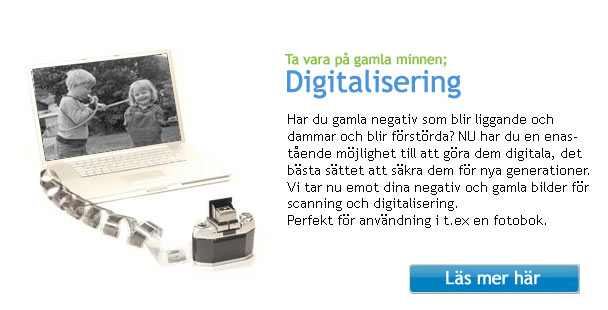 Ta vara på gamla minnen;
Digitalisering
Har du gamla negativ som blir liggande och
dammar och blir förstörda? NU har du en enas-
tående möjlighet till att göra dem digitala, det
bästa sättet att säkra dem för nya generationer.
Vi tar nu emot dina negativ och gamla bilder för
scanning och digitalisering.
Perfekt för användning i t.ex en fotobok.
Läs mer här